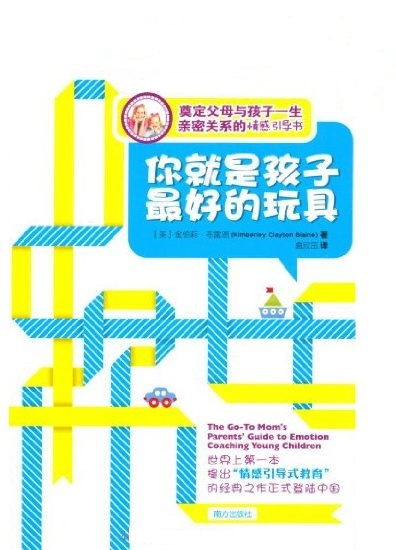 奠定父母与孩子一生
亲密关系的情感引导书
你就是孩子
最好的玩具
[美]金伯莉·布雷恩(Kimberley Clayton Blaine)著
译
The Go-To Mom's
Parents' Guide to Emotion
Coaching Young Children
世界上第一本
提出“情感引导式教育”
的经典之作正式登陆中国
南方出版社